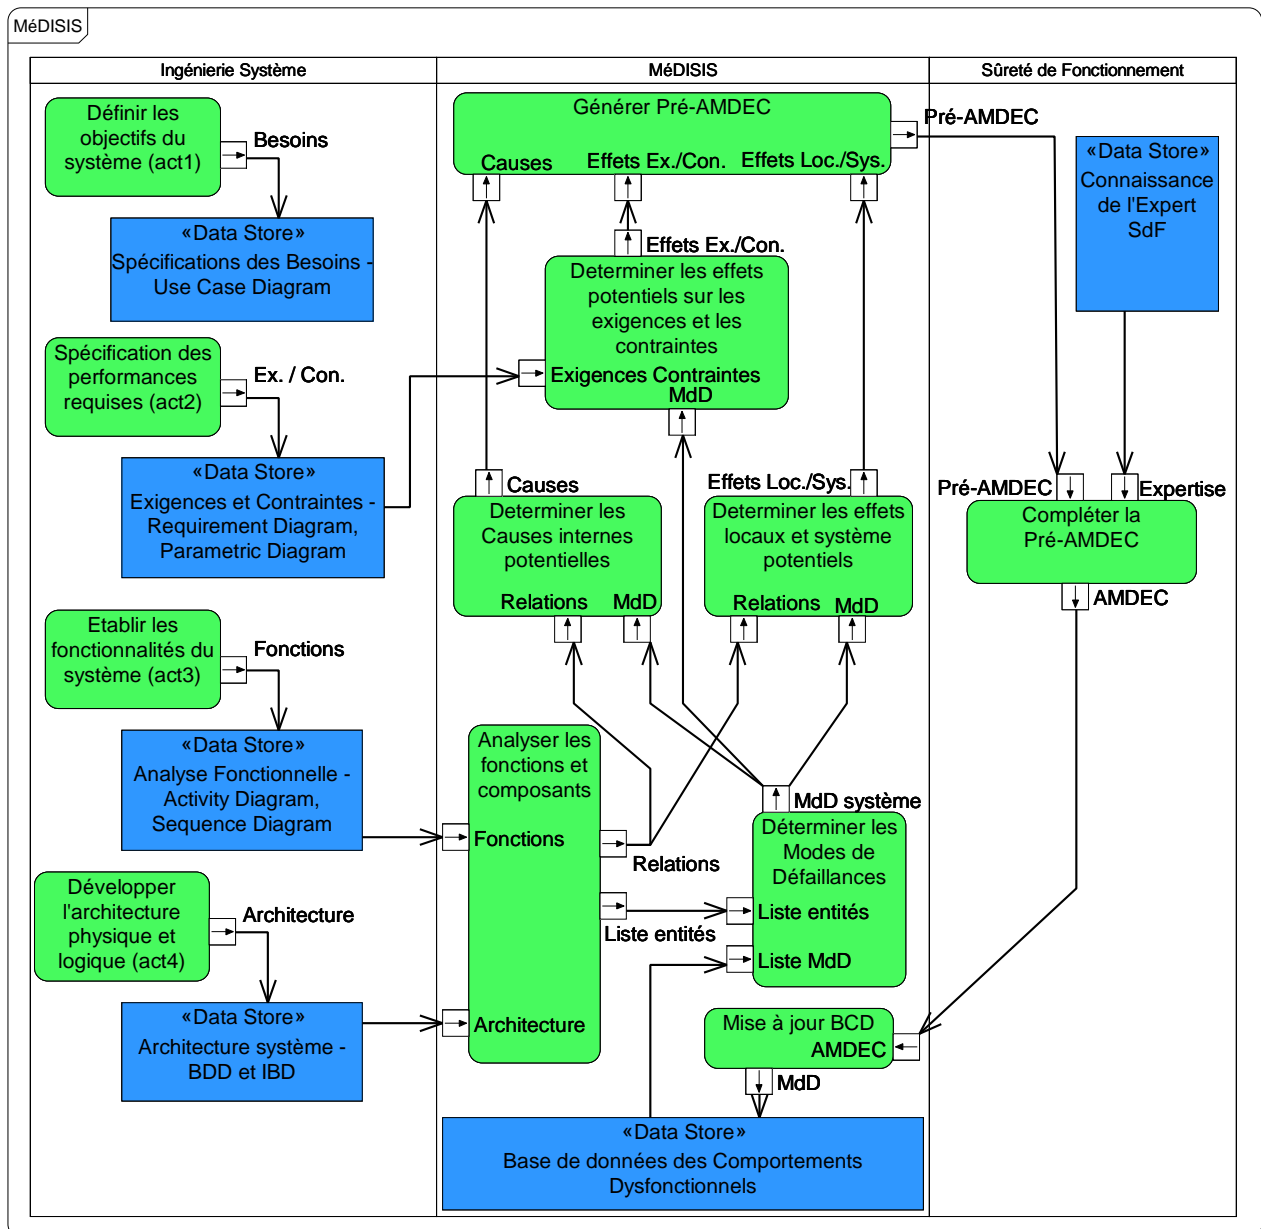 MéDISIS
Ingénierie Système
MéDISIS
Sûreté de Fonctionnement
Définir les
objectifs du
système (act1)
Besoins
«Data Store»
Spécifications des Besoins -
Use Case Diagram
Spécification des
performances
requises (act2)
Ex. / Con.
«Data Store»
Exigences et Contraintes -
Requirement Diagram,
Parametric Diagram
Etablir les
fonctionnalités du
système (act3)
Fonctions
«Data Store»
Analyse Fonctionnelle -
Activity Diagram,
Sequence Diagram
Développer
l'architecture
physique et
logique (act4)
Architecture
«Data Store»
Architecture système -
BDD et IBD
Générer Pré-AMDEC
Pré-AMDEC
Causes
Effets Ex./Con.
Effets Loc./Sys.
Effets Ex./Con.
Determiner les effets
potentiels sur les
exigences et les
contraintes
Exigences Contraintes
MdD
Causes
Determiner les
Causes internes
potentielles
Relations
MdD
Effets Loc./Sys.
Determiner les effets
locaux et système
potentiels
Relations
MdD
Analyser les
fonctions et
composants
Fonctions
Architecture
Relations
Liste entités
MdD système
Déterminer les
Modes de
Défaillances
Liste entités
Liste MdD
Mise à jour BCD
AMDEC
MdD
«Data Store»
Base de données des Comportements
Dysfonctionnels
«Data Store»
Connaissance
de l'Expert
SdF
Pré-AMDEC
Expertise
Compléter la
Pré-AMDEC
AMDEC